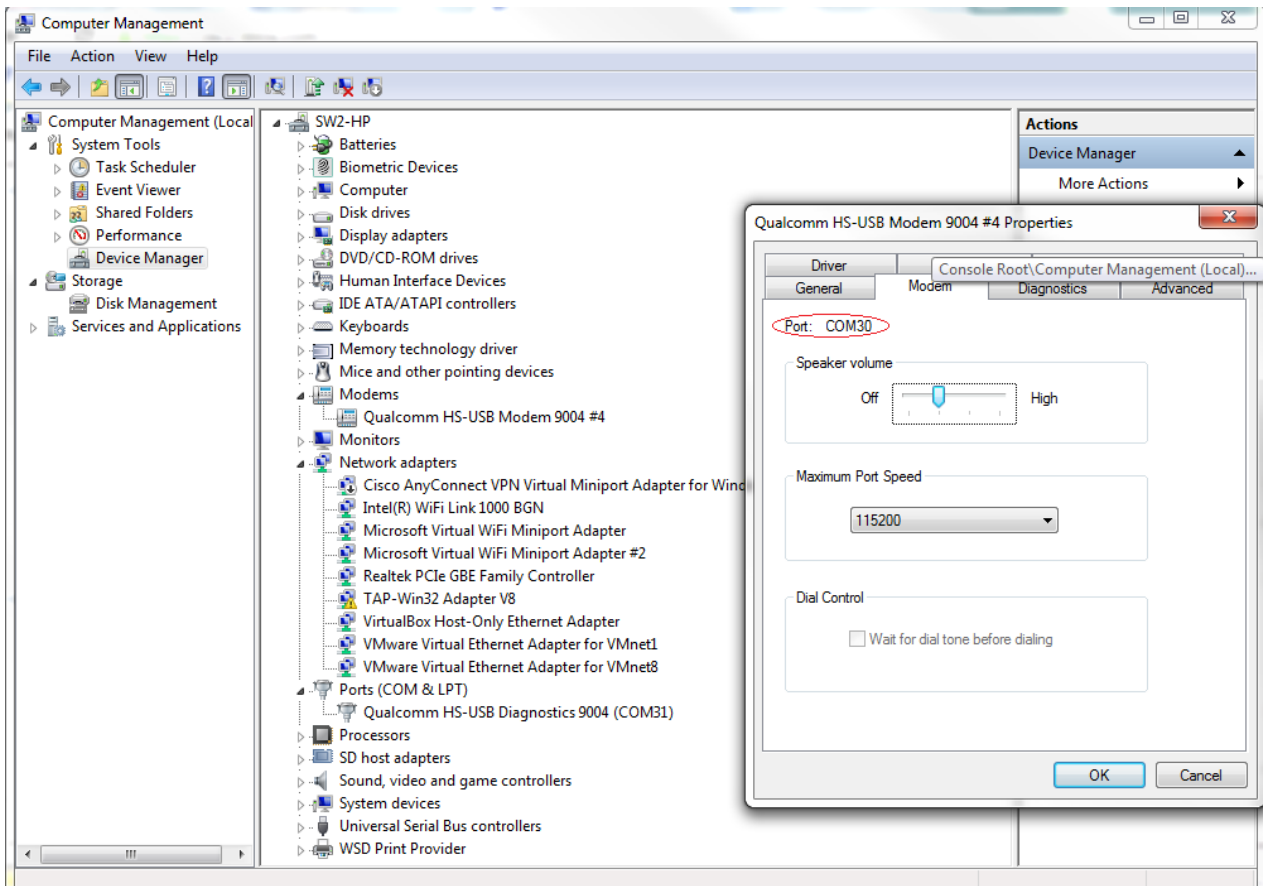 Computer Management
File Action View Help
Computer Management (Local
System Tools
Task Scheduler
Event Viewer
Shared Folders
Performance
Device Manager
Storage
Disk Management
Services and Applications
SW2-HP
Batteries
Biometric Devices
Computer
Disk drives
Display adapters
DVD/CD-ROM drives
Human Interface Devices
IDE ATA/ATAPI controllers
Keyboards
Memory technology driver
Mice and other pointing devices
Modems
Qualcomm HS-USB Modem 9004 #4
Monitors
Network adapters
Cisco AnyConnect VPN Virtual Miniport Adapter for Wind
Intel(R) WiFi Link 1000 BGN
Microsoft Virtual WiFi Miniport Adapter
Microsoft Virtual WiFi Miniport Adapter #2
Realtek PCIe GBE Family Controller
TAP-Win32 Adapter V8
VirtualBox Host-Only Ethernet Adapter
VMware Virtual Ethernet Adapter for VMnet1
VMware Virtual Ethernet Adapter for VMnet8
Ports (COM & LPT)
Qualcomm HS-USB Diagnostics 9004 (COM31)
Processors
SD host adapters
Sound, video and game controllers
System devices
Universal Serial Bus controllers
WSD Print Provider
Actions
Device Manager
More Actions
Qualcomm HS-USB Modem 9004 #4 Properties
Driver
Console Root\Computer Management (Local)...
General Modem Diagnostics Advanced
Port: COM30
Speaker volume
Off High
Maximum Port Speed
115200
Dial Control
Wait for dial tone before dialing
OK Cancel